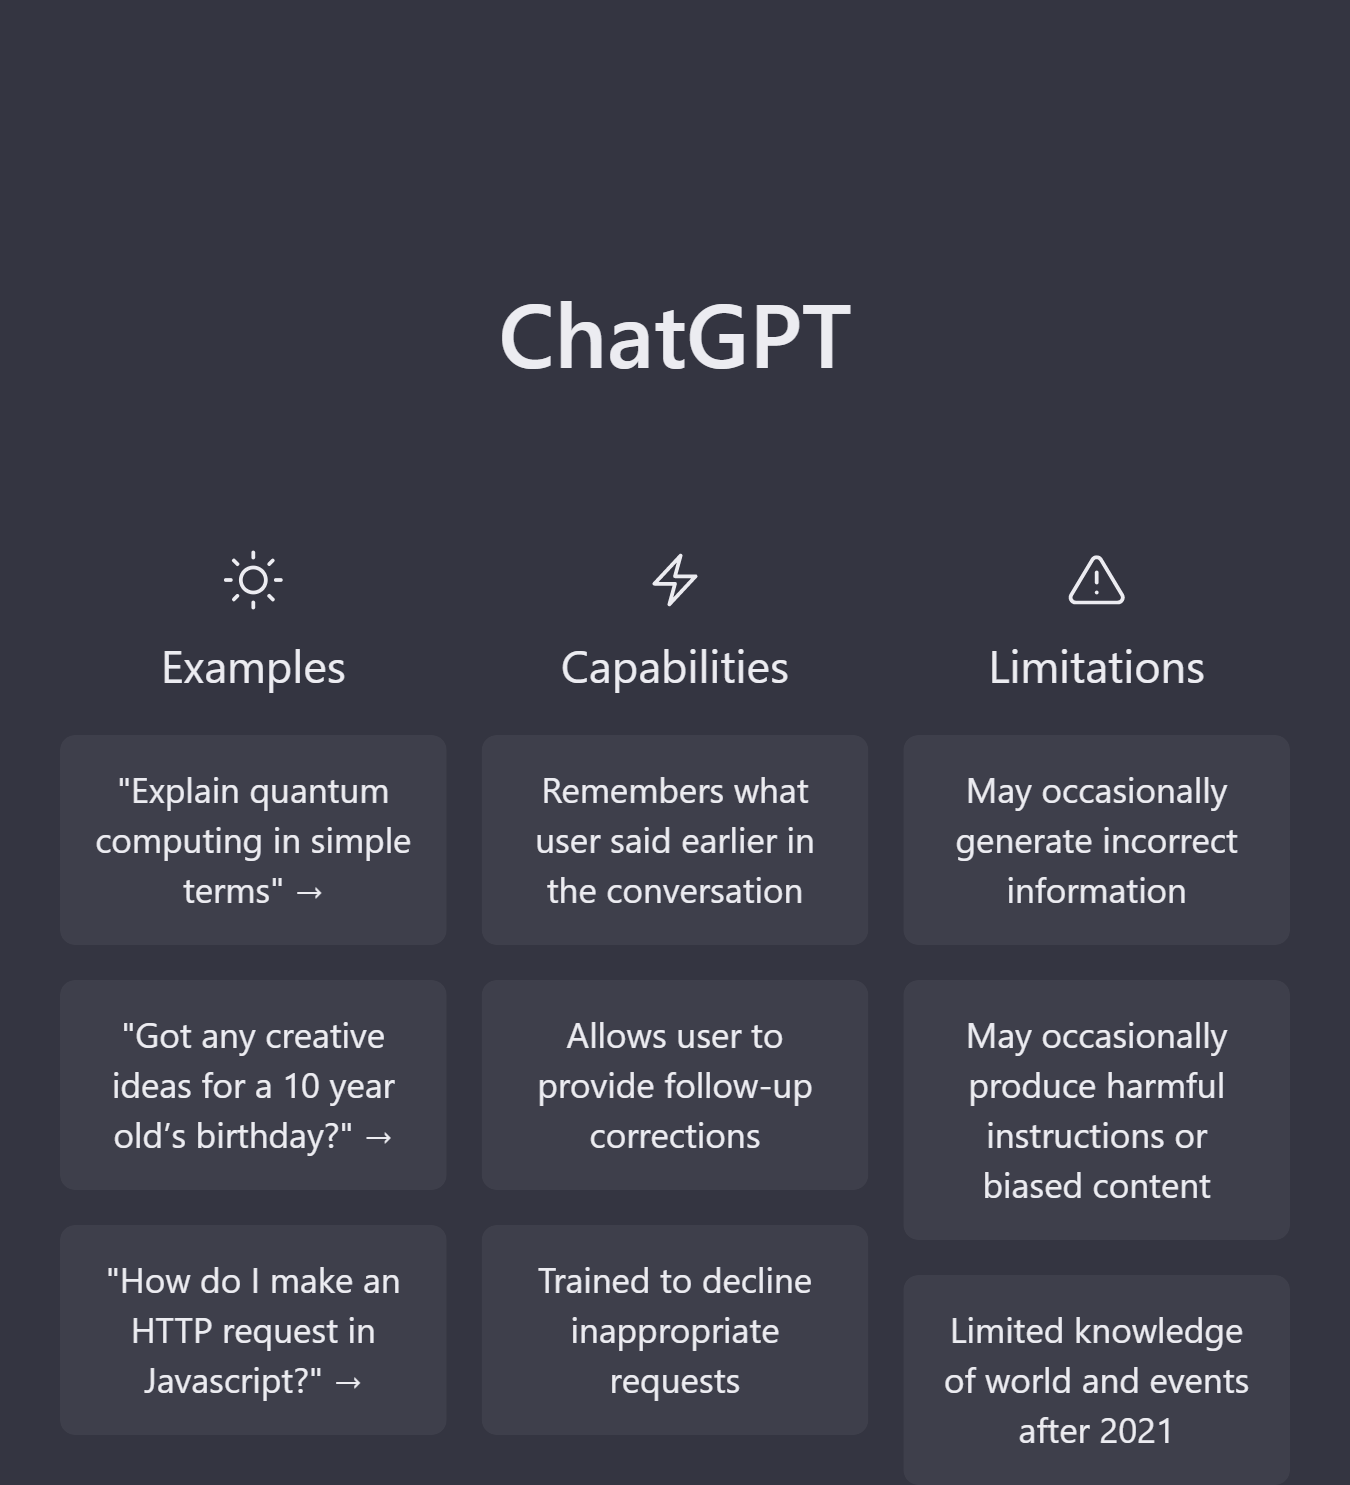 ChatGPT
Examples
"Explain quantum
computing in simple
terms" →
"Got any creative
ideas for a 10 year
old’s birthday?" →
"How do I make an
HTTP request in
Javascript?" →
Capabilities
Remembers what
user said earlier in
the conversation
Allows user to
provide follow-up
corrections
Trained to decline
inappropriate
requests
Limitations
May occasionally
generate incorrect
information
May occasionally
produce harmful
instructions or
biased content
Limited knowledge
of world and events
after 2021